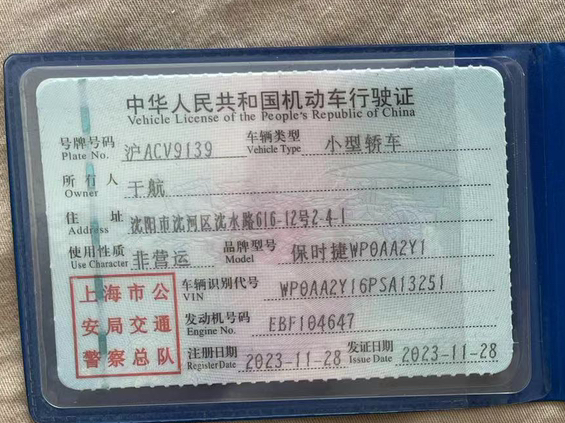 中华人民共和国机动车行驶证
Vehicle License of the People's Republic of China
号牌号码 Plate No. 沪ACV9139 车辆类型 Vehicle Type 小型轿车
所有人 Owner 于航
住址 Address 沈阳市沈河区沈水路616-12号2-4-1
使用性质 Use Character 非营运 品牌型号 Model 保时捷WP0AA2Y1
上海市公安局交通警察总队
车辆识别代号 VIN WP0AA2Y16PSA13251
发动机号码 Engine No. EBF104647
注册日期 Register Date 2023-11-28 发证日期 Issue Date 2023-11-28